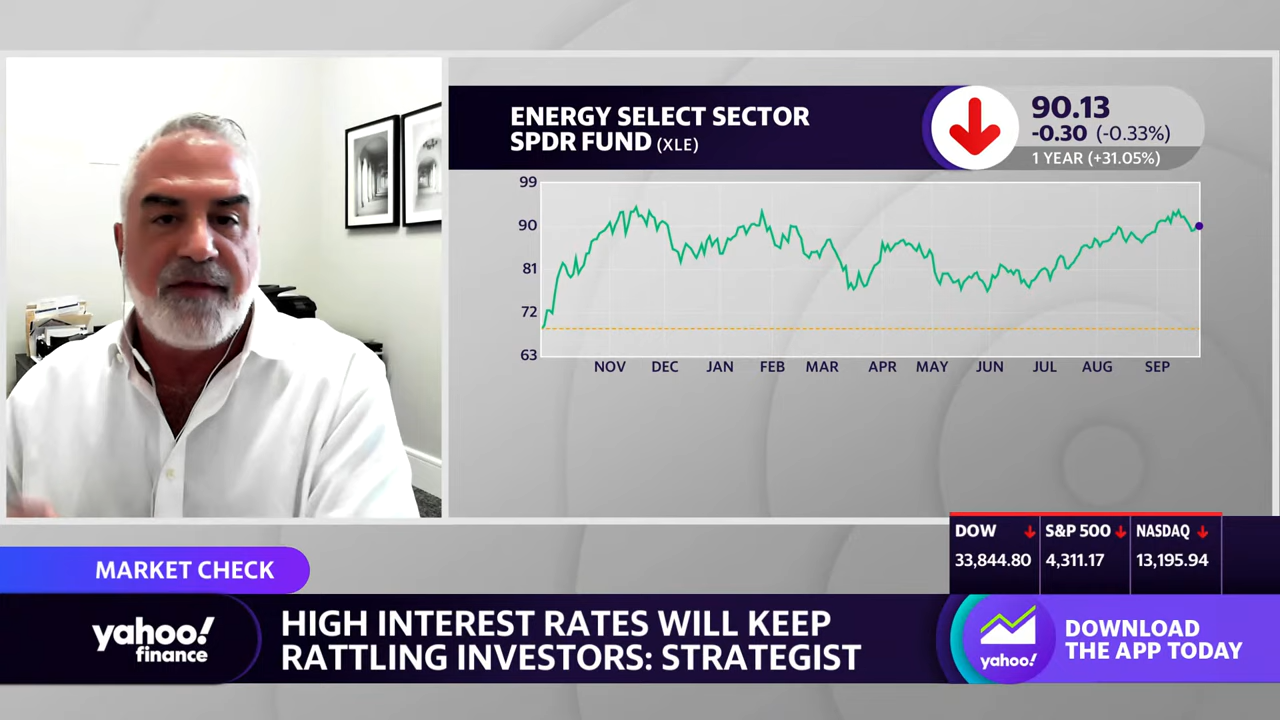 ENERGY SELECT SECTOR
SPDR FUND (XLE)
90.13
-0.30 (-0.33%)
1 YEAR (+31.05%)
99
90
81
72
63
NOV DEC JAN FEB MAR APR MAY JUN JUL AUG SEP
DOW S&P 500 NASDAQ
33,844.80 4,311.17 13,195.94
MARKET CHECK
yahoo!
finance
HIGH INTEREST RATES WILL KEEP
RATTLING INVESTORS: STRATEGIST
yahoo!
DOWNLOAD
THE APP TODAY